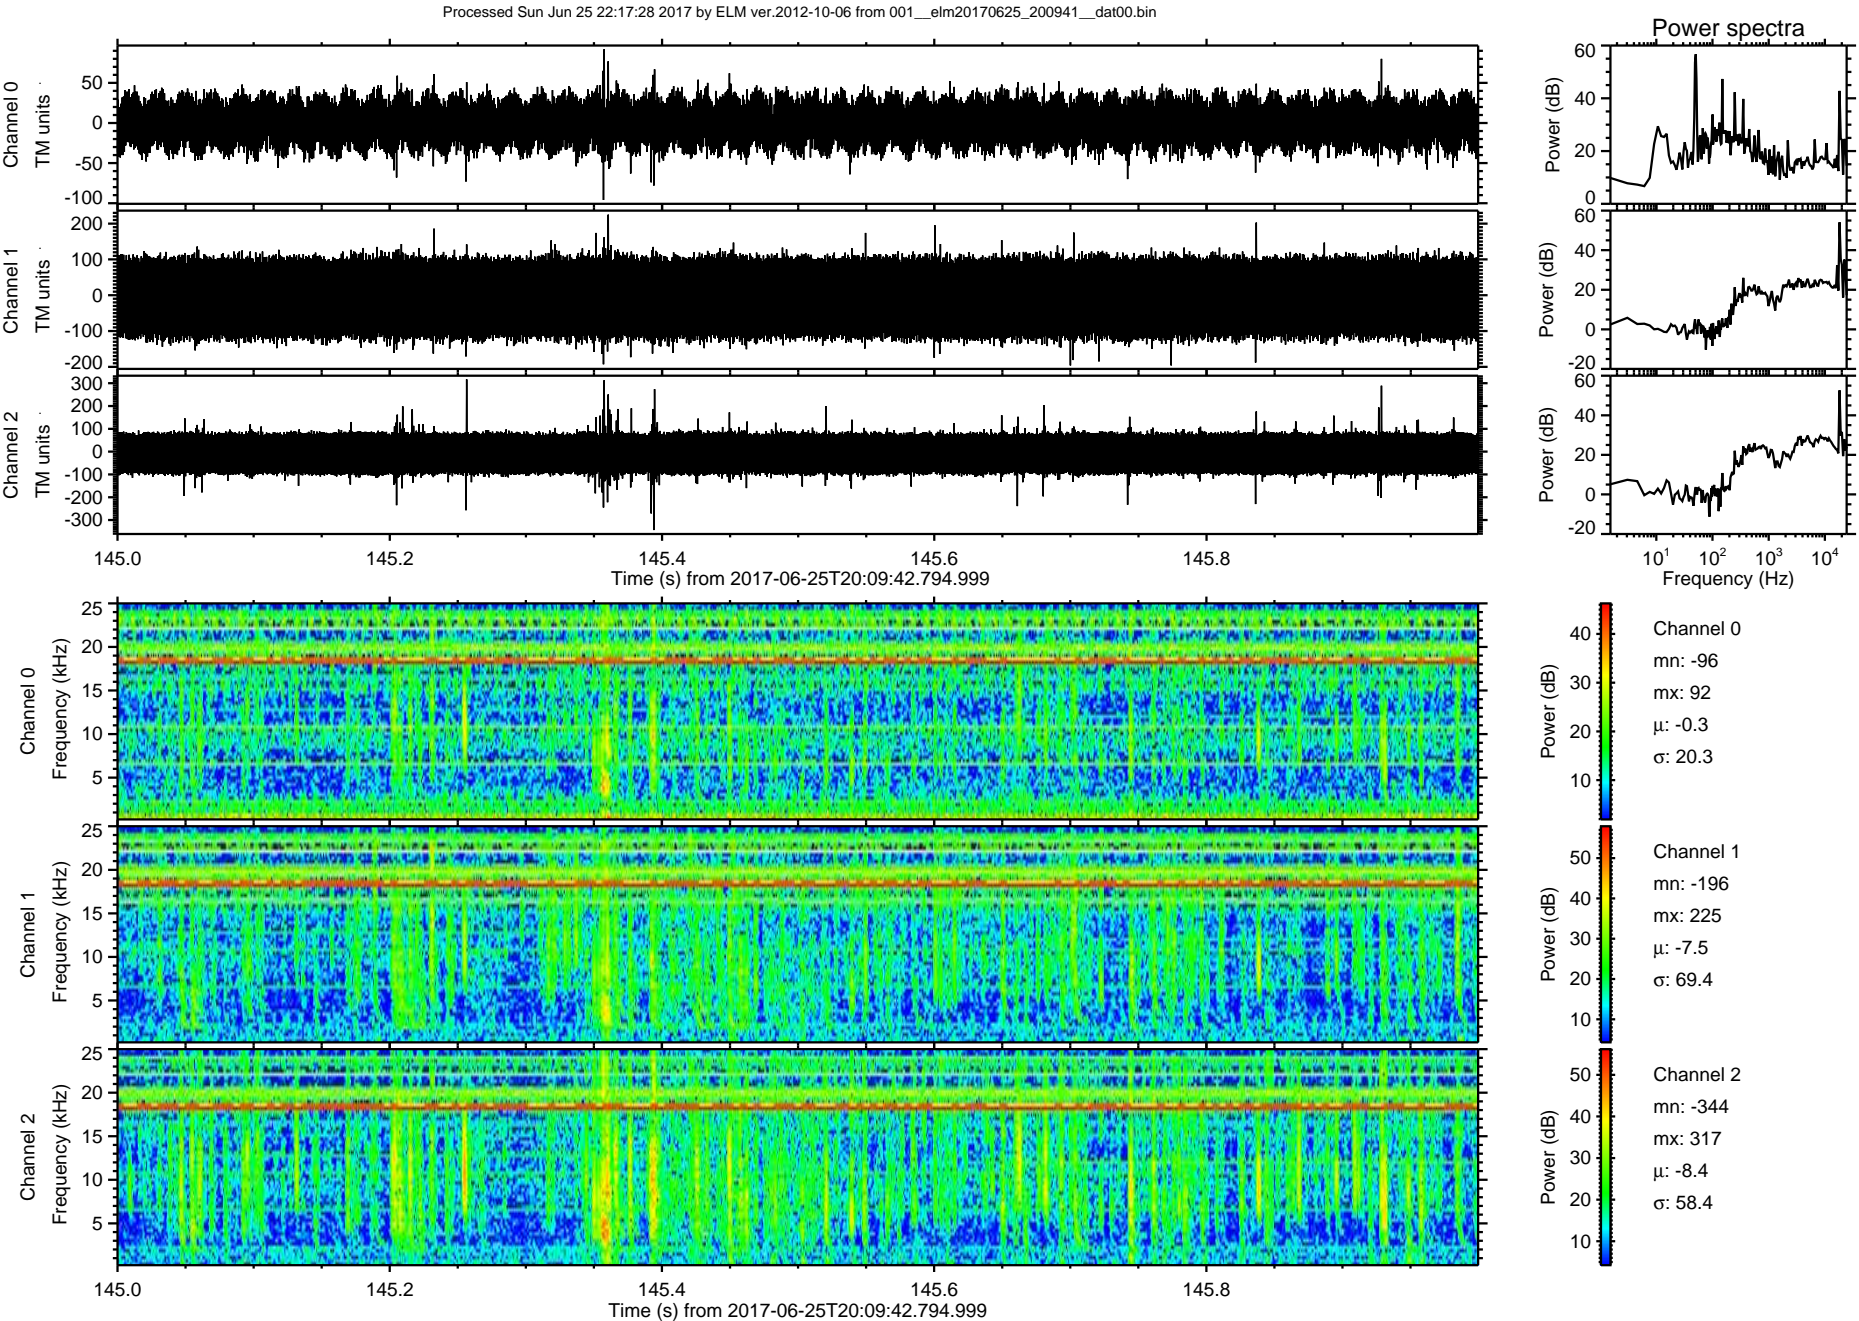 Processed Sun Jun 25 22:17:28 2017 by ELM ver.2012-10-06 from 001__elm20170625_200941__dat00.bin
Power spectra
Channel 0
TM units
50
0
-50
-100
Power (dB)
60
40
20
0
Channel 1
TM units
200
100
0
-100
-200
Power (dB)
60
40
20
0
-20
Channel 2
TM units
300
200
100
0
-100
-200
-300
Power (dB)
60
40
20
0
-20
145.0 145.2 145.4 145.6 145.8
Time (s) from 2017-06-25T20:09:42.794.999
10¹ 10² 10³ 10⁴
Frequency (Hz)
Channel 0
Frequency (kHz)
25
20
15
10
5
Power (dB)
40
30
20
10
Channel 0
mn: -96
mx: 92
μ: -0.3
σ: 20.3
Channel 1
Frequency (kHz)
25
20
15
10
5
Power (dB)
50
40
30
20
10
Channel 1
mn: -196
mx: 225
μ: -7.5
σ: 69.4
Channel 2
Frequency (kHz)
25
20
15
10
5
Power (dB)
50
40
30
20
10
Channel 2
mn: -344
mx: 317
μ: -8.4
σ: 58.4
145.0 145.2 145.4 145.6 145.8
Time (s) from 2017-06-25T20:09:42.794.999